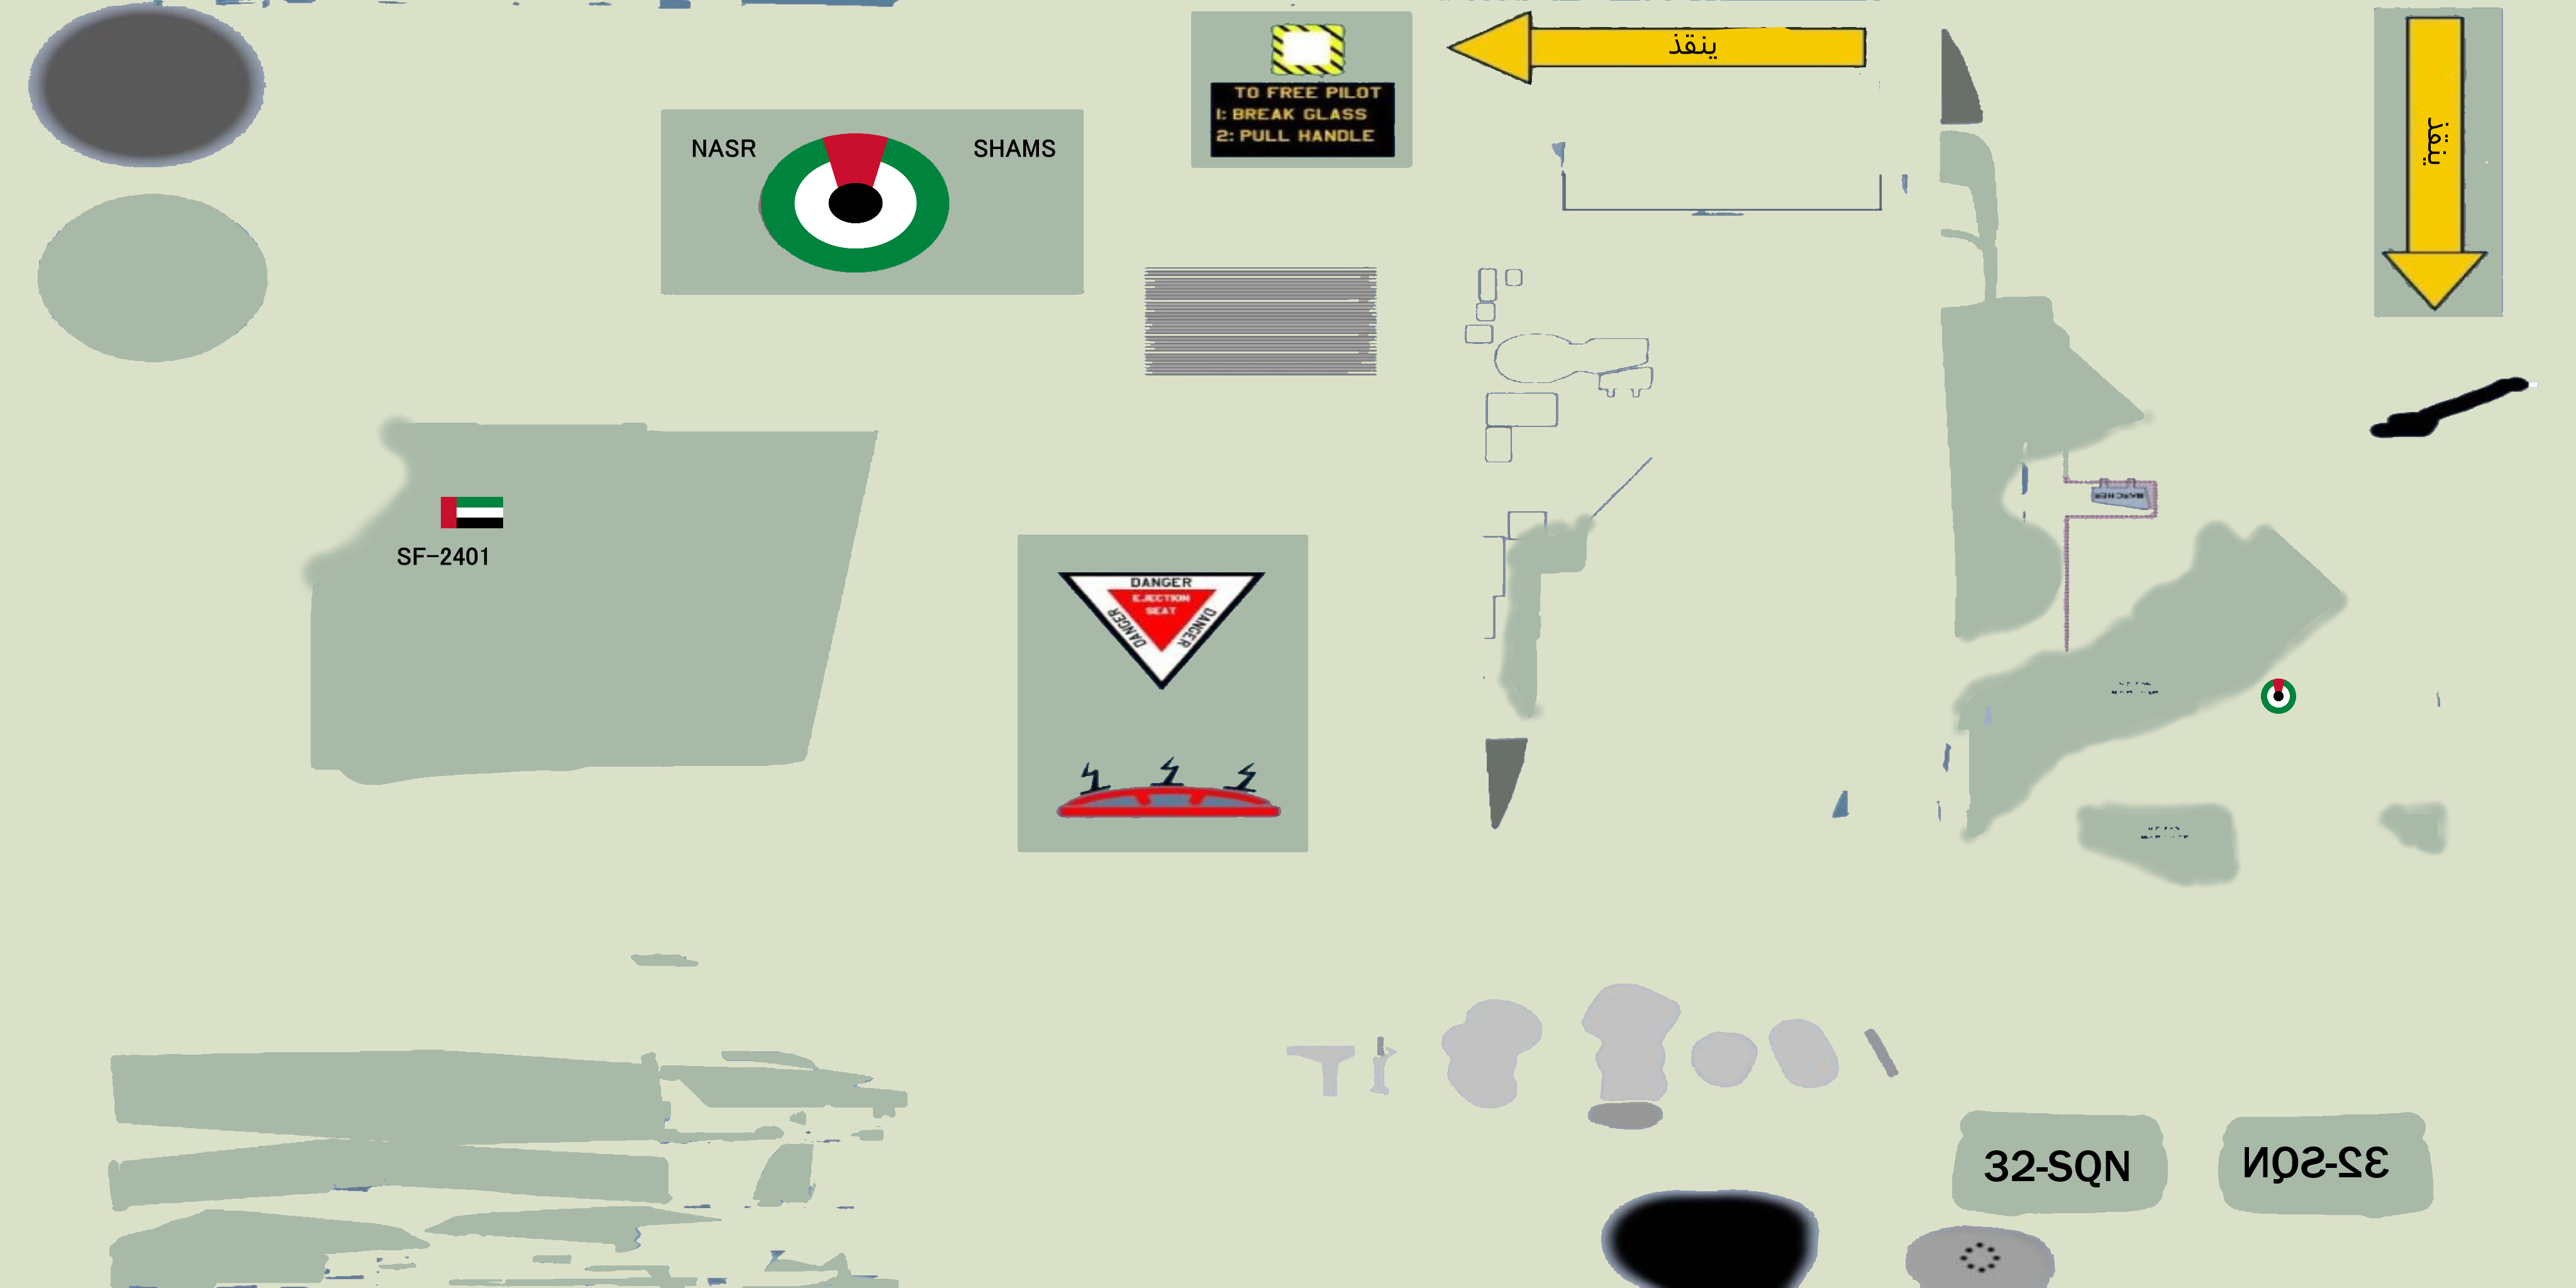 TO FREE PILOT
1: BREAK GLASS
2: PULL HANDLE
ينقذ
ينقذ
NASR
SHAMS
SF-2401
DANGER
EJECTION
SEAT
DANGER
DANGER
32-SQN
32-SQN